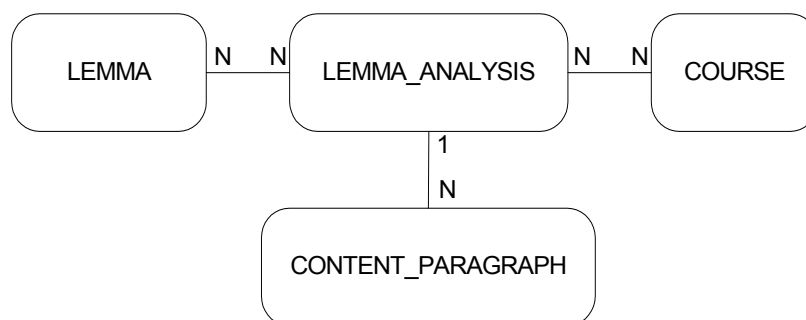 N N N N
LEMMA LEMMA_ANALYSIS COURSE
1
N
CONTENT_PARAGRAPH